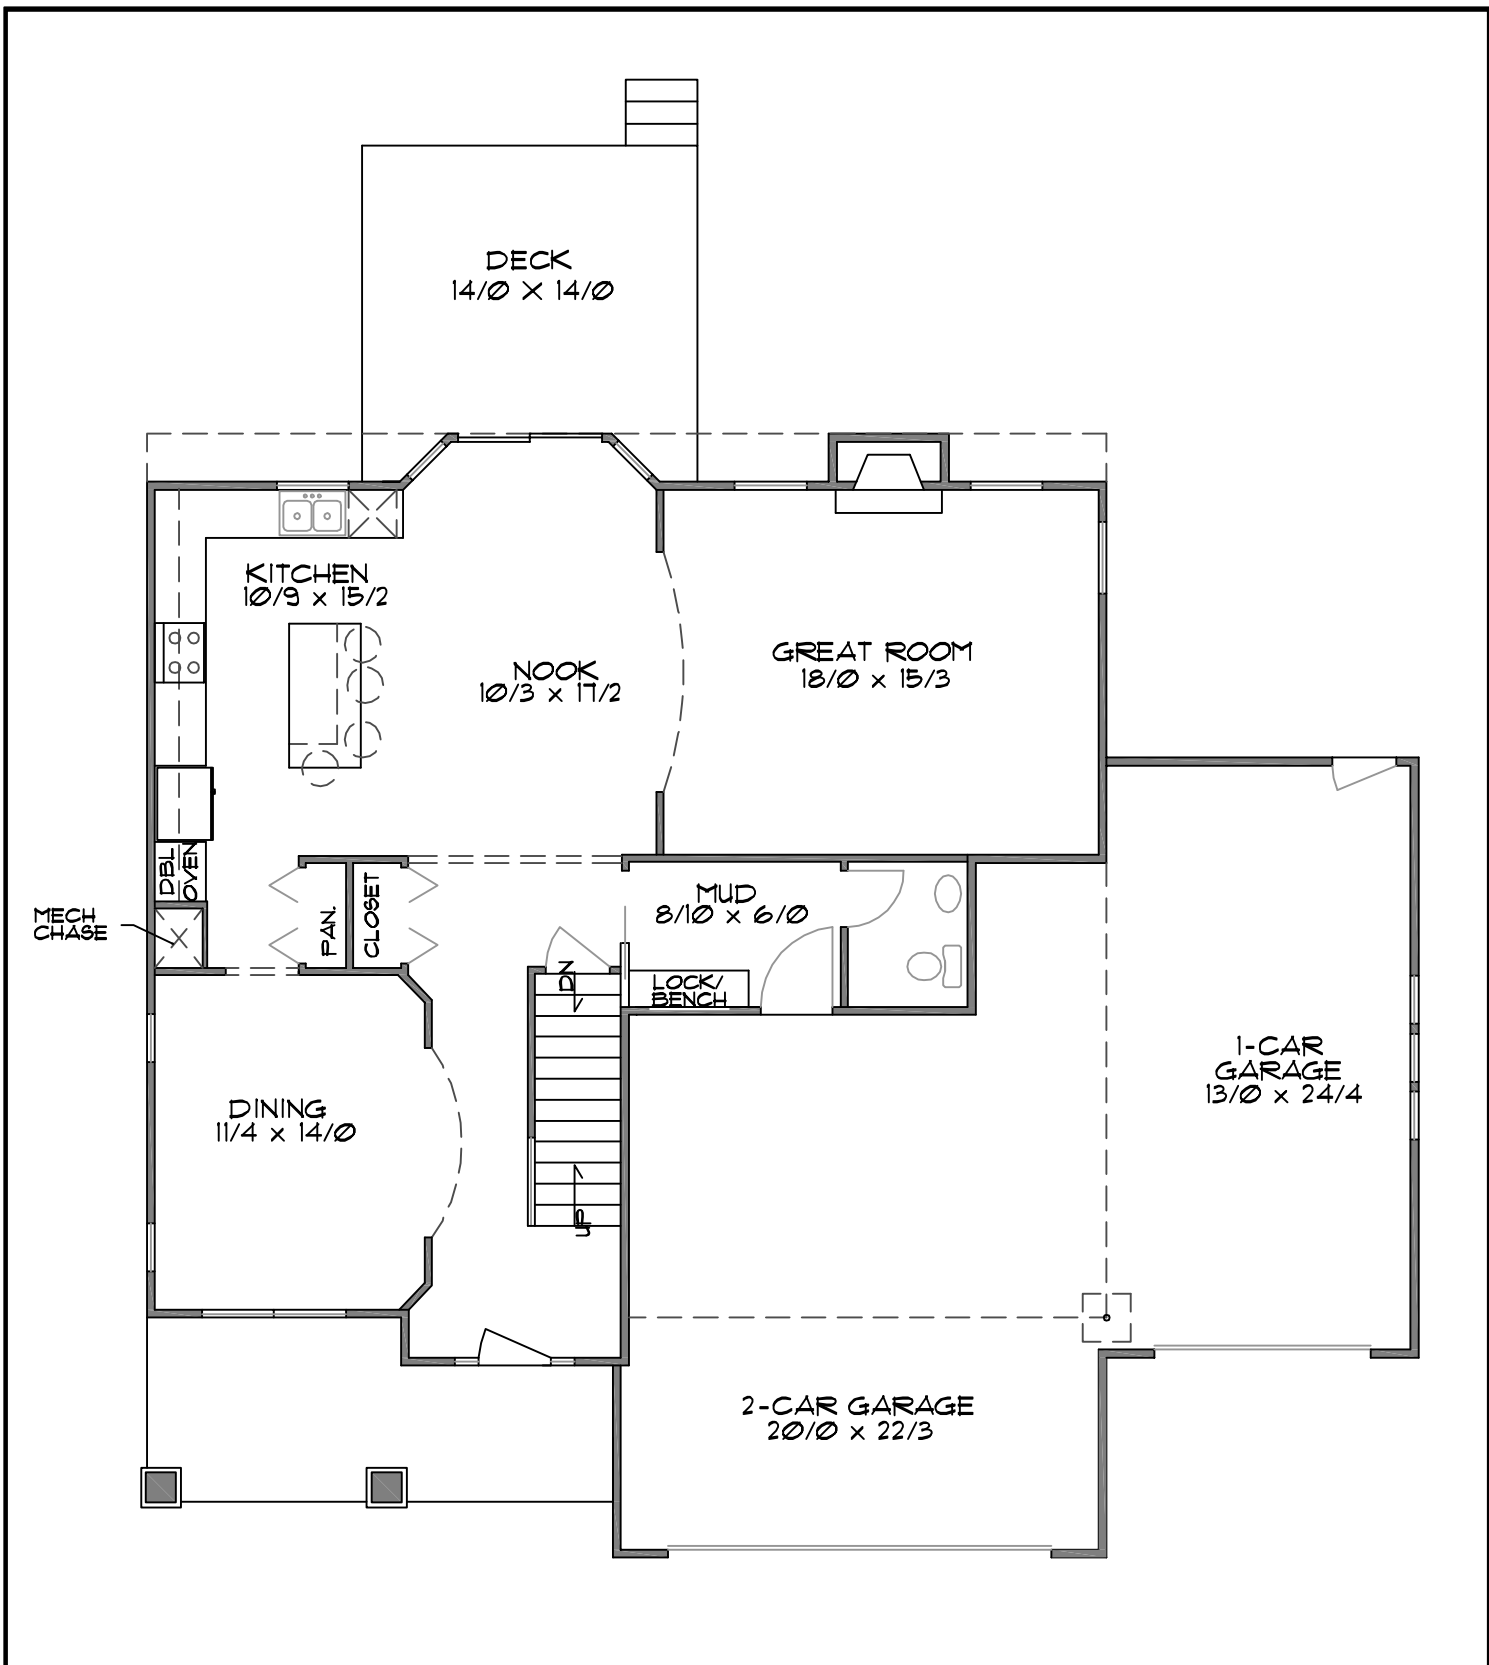 DECK
14/0 X 14/0
KITCHEN
10/9 x 15/2
NOOK
10/3 x 17/2
GREAT ROOM
18/0 x 15/3
DBL
OVEN
MECH
CHASE
PAN.
CLOSET
MUD
8/10 x 6/0
LOCK/
BENCH
DN
UP
DINING
11/4 x 14/0
1-CAR
GARAGE
13/0 x 24/4
2-CAR GARAGE
20/0 x 22/3